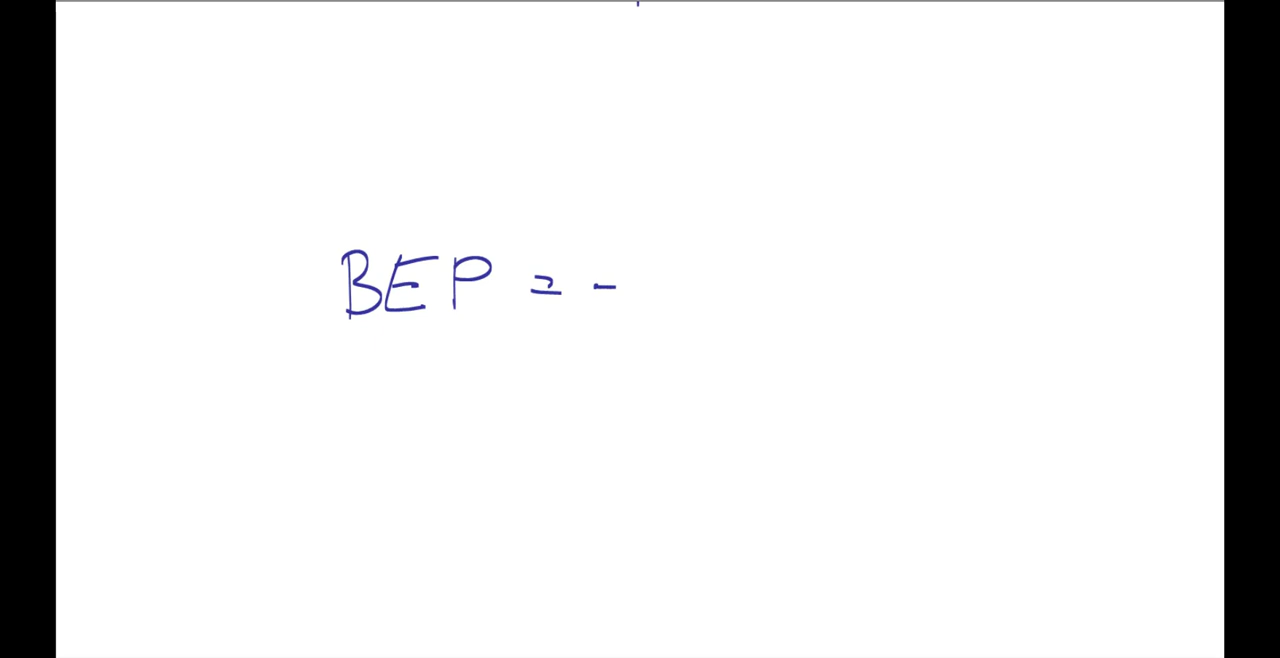 BEP = -